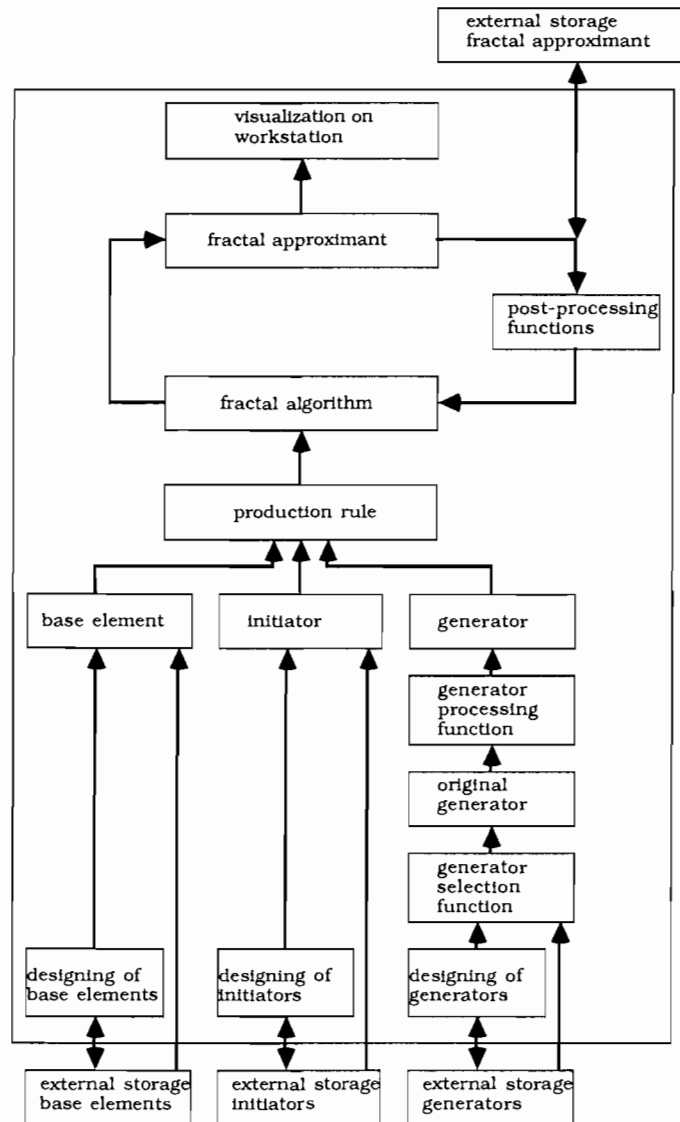 external storage
fractal approximant
visualization on
workstation
fractal approximant
post-processing
functions
fractal algorithm
production rule
base element
initiator
generator
generator
processing
function
original
generator
generator
selection
function
designing of
base elements
designing of
initiators
designing of
generators
external storage
base elements
external storage
initiators
external storage
generators